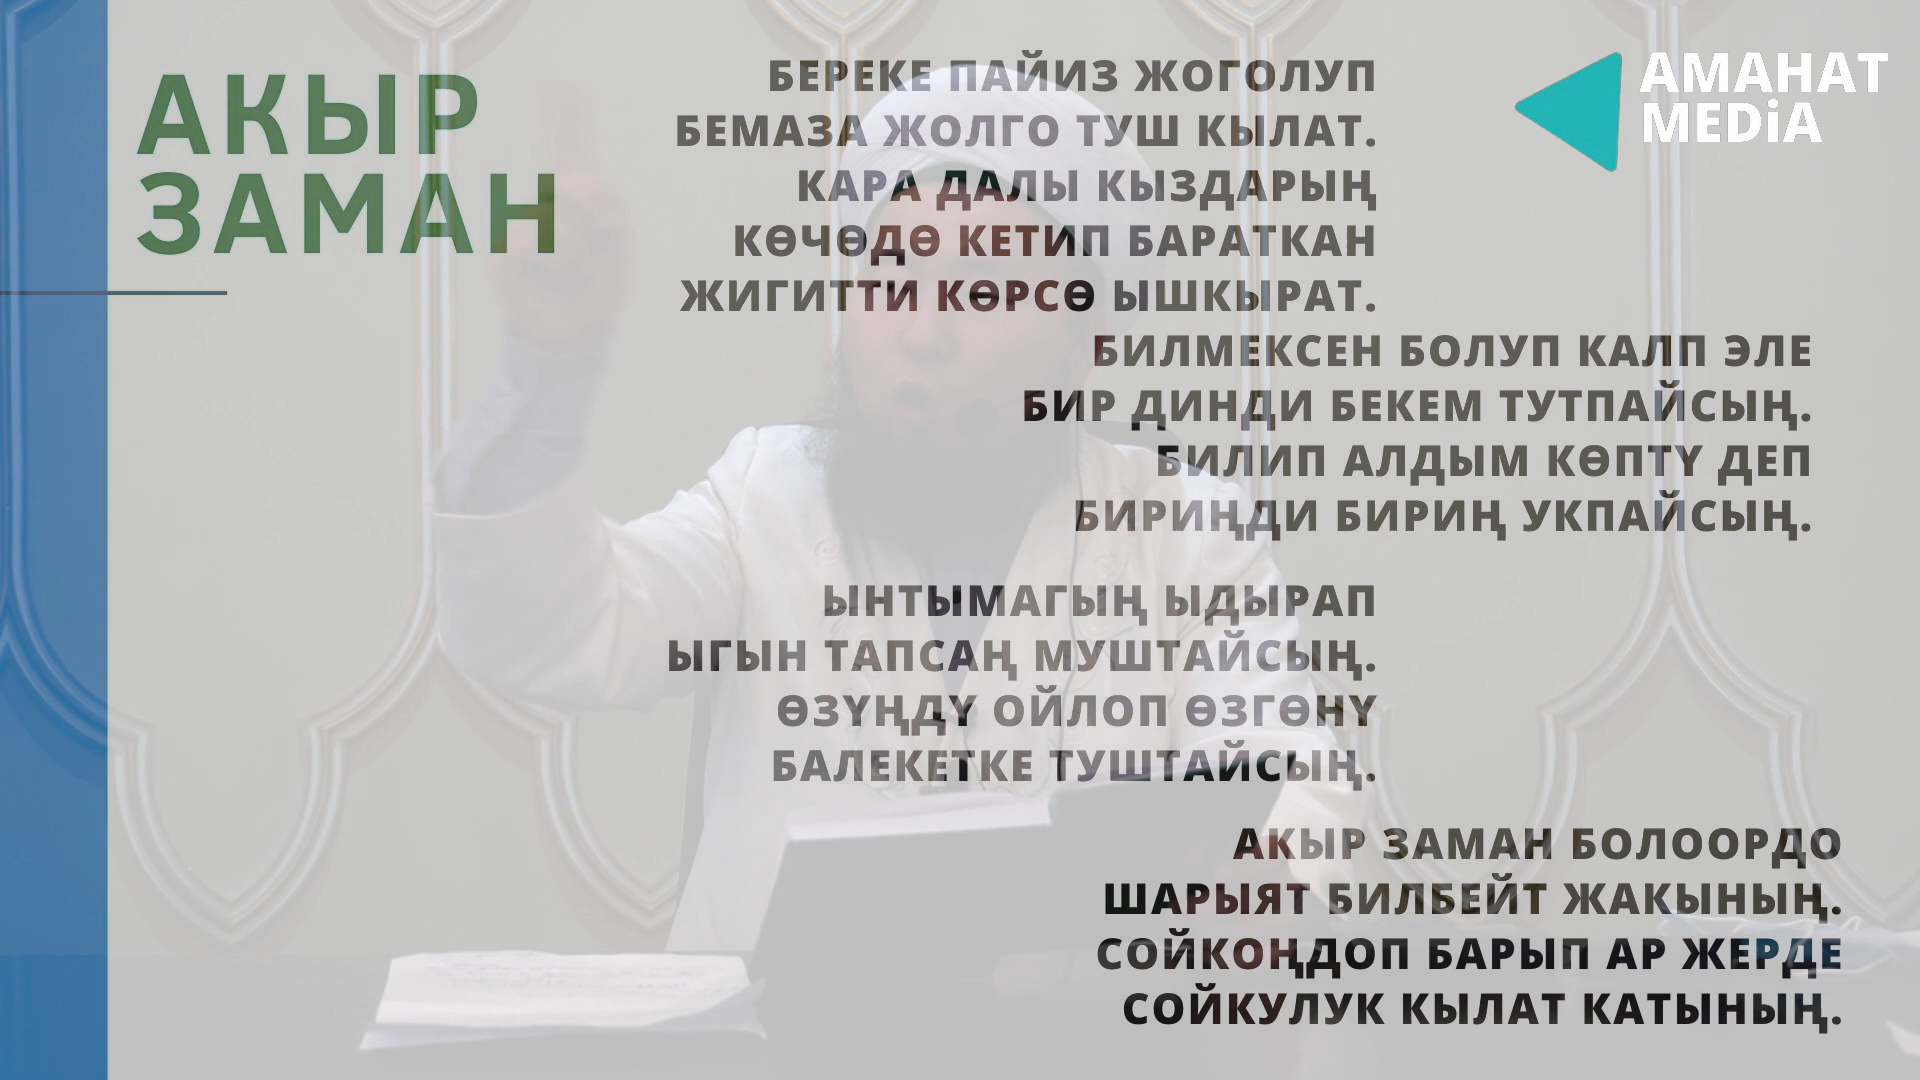 АКЫР
ЗАМАН
БЕРЕКЕ ПАЙИЗ ЖОГОЛУП
БЕМАЗА ЖОЛГО ТУШ КЫЛАТ.
КАРА ДАЛЫ КЫЗДАРЫҢ
КӨЧӨДӨ КЕТИП БАРАТКАН
ЖИГИТТИ КӨРСӨ ЫШКЫРАТ.
БИЛМЕКСЕН БОЛУП КАЛП ЭЛЕ
БИР ДИНДИ БЕКЕМ ТУТПАЙСЫҢ.
БИЛИП АЛДЫМ КӨПТҮ ДЕП
БИРИҢДИ БИРИҢ УКПАЙСЫҢ.
ЫНТЫМАГЫҢ ЫДЫРАП
ЫГЫН ТАПСАҢ МУШТАЙСЫҢ.
ӨЗҮҢДҮ ОЙЛОП ӨЗГӨНҮ
БАЛЕКЕТКЕ ТУШТАЙСЫҢ.
АКЫР ЗАМАН БОЛООРДО
ШАРЫЯТ БИЛБЕЙТ ЖАКЫНЫҢ.
СОЙКОҢДОП БАРЫП АР ЖЕРДЕ
СОЙКУЛУК КЫЛАТ КАТЫНЫҢ.
АМАНАТ
MEDiA